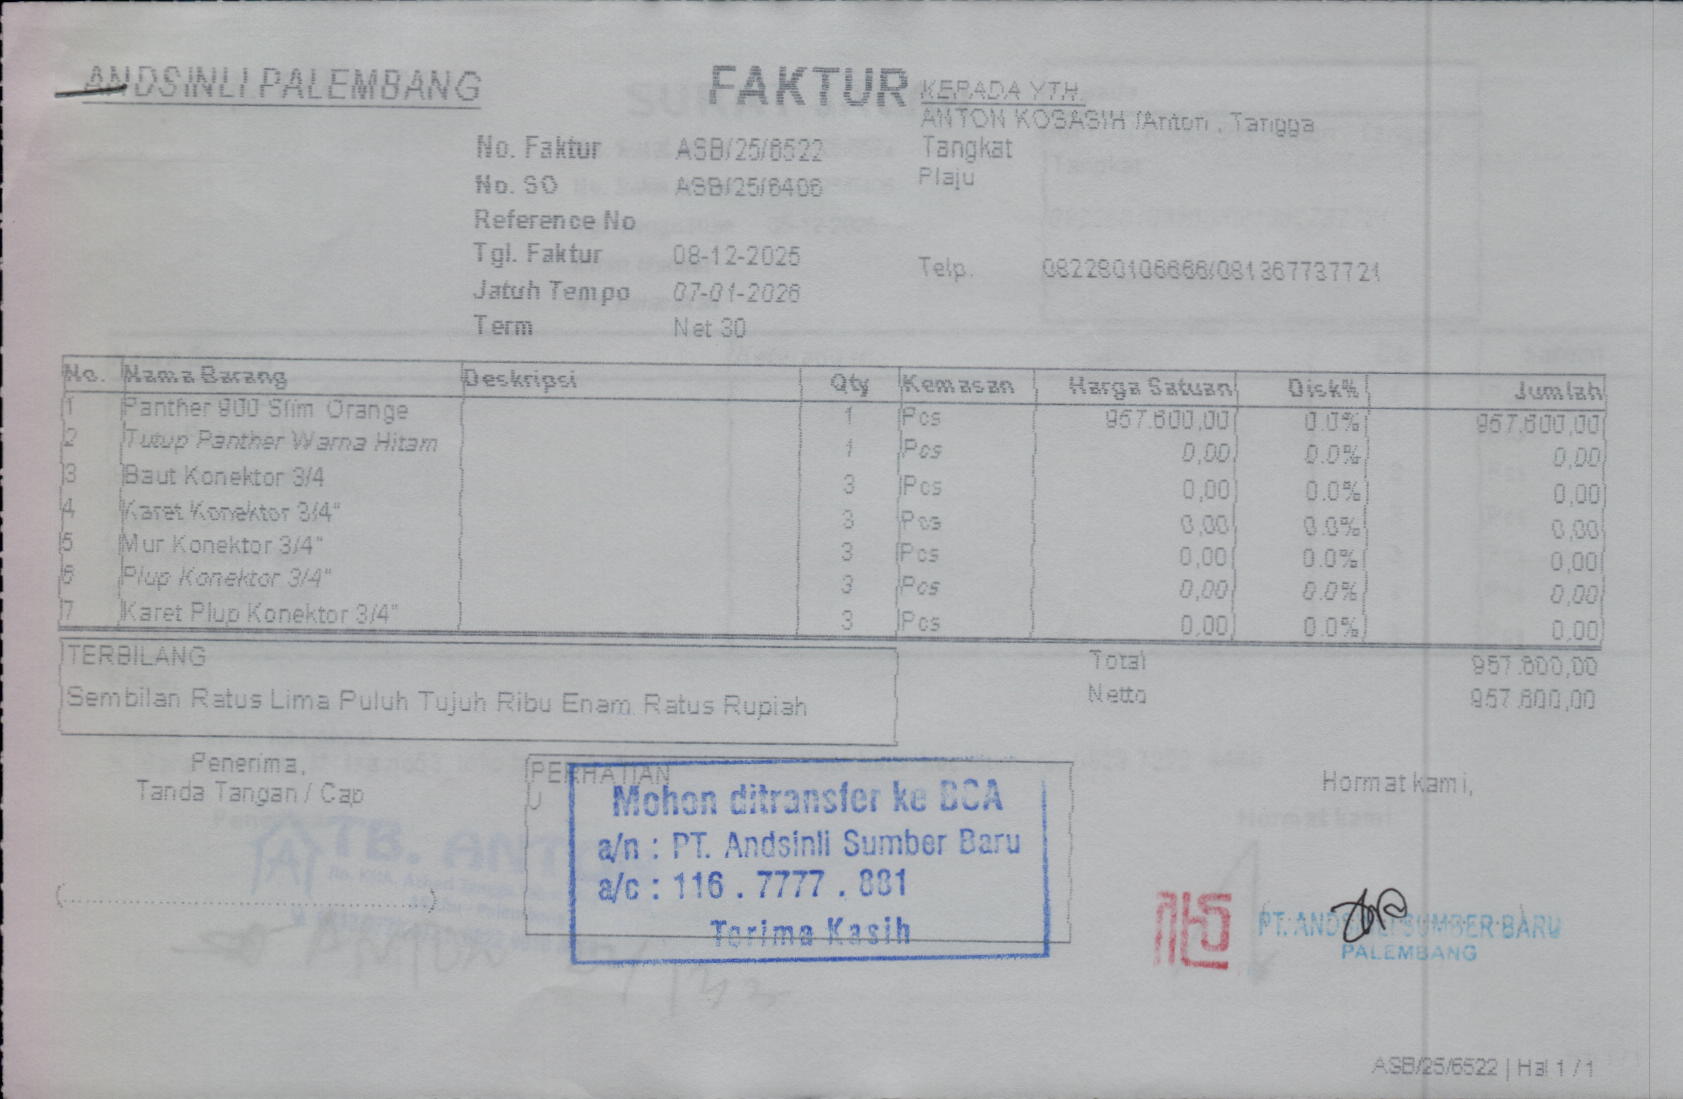 ANDSINLI PALEMBANG
FAKTUR
KEPADA YTH.
ANTON KOSASIH /Anton , Tangga
Tangkat
Plaju
Telp. 082280106666/081367737721
No. Faktur ASB/25/6522
No. SO ASB/25/6406
Reference No
Tgl. Faktur 08-12-2025
Jatuh Tempo 07-01-2026
Term Net 30
No. Nama Barang Deskripsi Qty Kemasan Harga Satuan Disk% Jumlah
1 Panther 900 Slim Orange 1 Pcs 957.600,00 0.0% 957.600,00
2 Tutup Panther Warna Hitam 1 Pcs 0,00 0.0% 0,00
3 Baut Konektor 3/4 3 Pcs 0,00 0.0% 0,00
4 Karet Konektor 3/4" 3 Pcs 0,00 0.0% 0,00
5 Mur Konektor 3/4" 3 Pcs 0,00 0.0% 0,00
6 Plup Konektor 3/4" 3 Pcs 0,00 0.0% 0,00
7 Karet Plup Konektor 3/4" 3 Pcs 0,00 0.0% 0,00
TERBILANG
Sembilan Ratus Lima Puluh Tujuh Ribu Enam Ratus Rupiah
Total 957.600,00
Netto 957.600,00
Penerima,
Tanda Tangan / Cap
(................................................)
PERHATIAN
Mohon ditransfer ke BCA
a/n : PT. Andsinli Sumber Baru
a/c : 116 . 7777 . 881
Terima Kasih
Hormat kami,
PT. ANDSINLI SUMBER BARU
PALEMBANG
TB. ANT
ASB/25/6522 | Hal 1 / 1